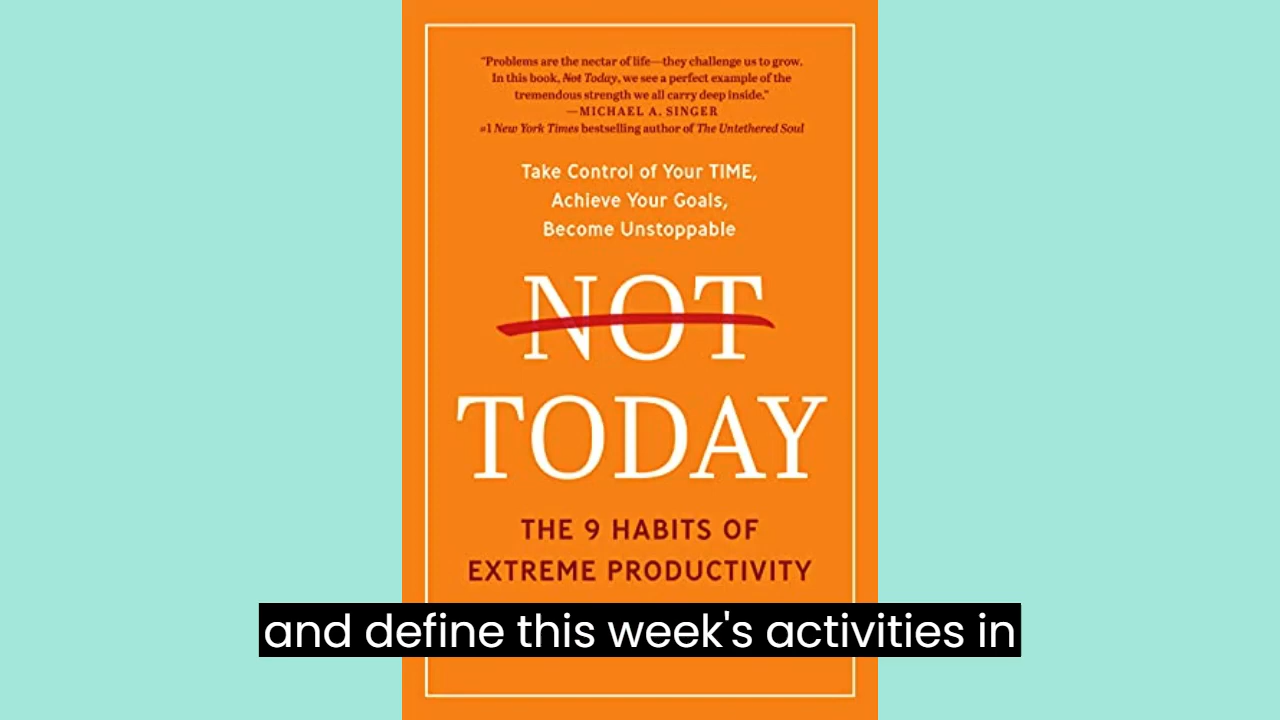 "Problems are the nectar of life—they challenge us to grow.
In this book, Not Today, we see a perfect example of the
tremendous strength we all carry deep inside."
—MICHAEL A. SINGER
#1 New York Times bestselling author of The Untethered Soul
Take Control of Your TIME,
Achieve Your Goals,
Become Unstoppable
NOT
TODAY
THE 9 HABITS OF
EXTREME PRODUCTIVITY
and define this week's activities in